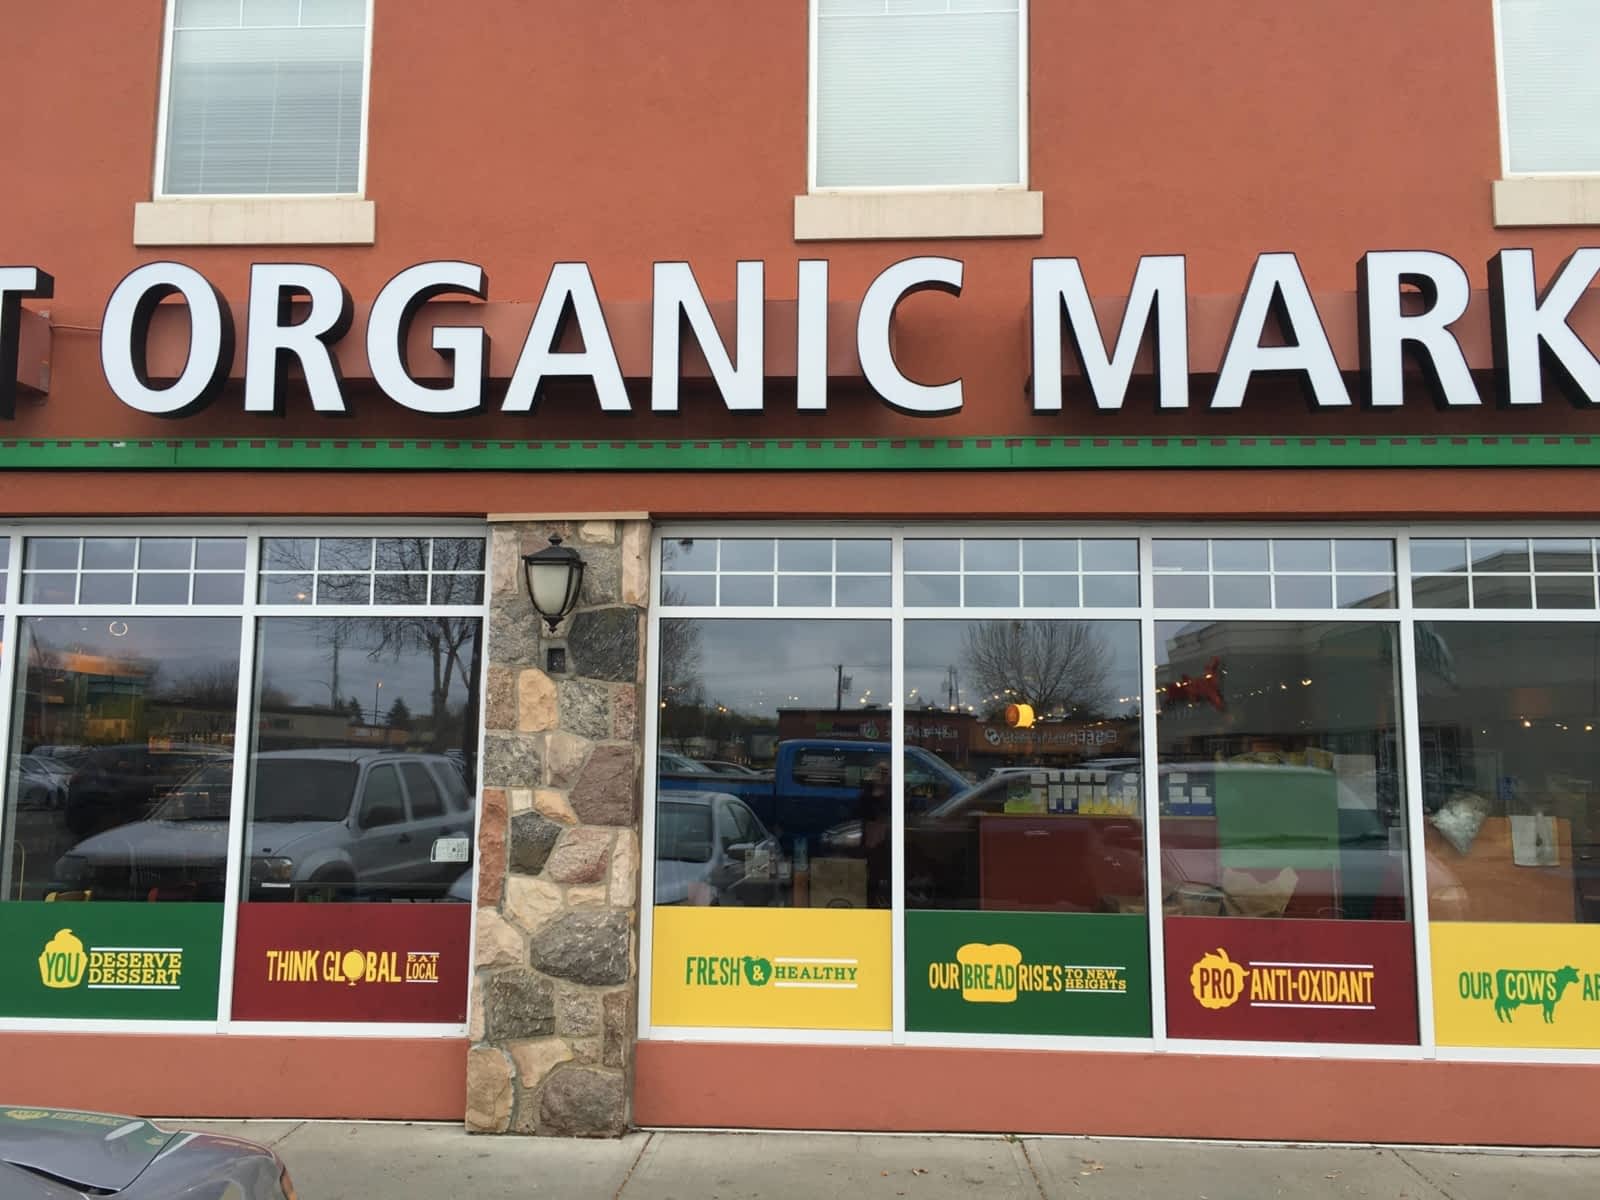 T ORGANIC MARK
YOU DESERVE DESSERT
THINK GLOBAL EAT LOCAL
FRESH & HEALTHY
OUR BREAD RISES TO NEW HEIGHTS
PRO ANTI-OXIDANT
OUR COWS AR